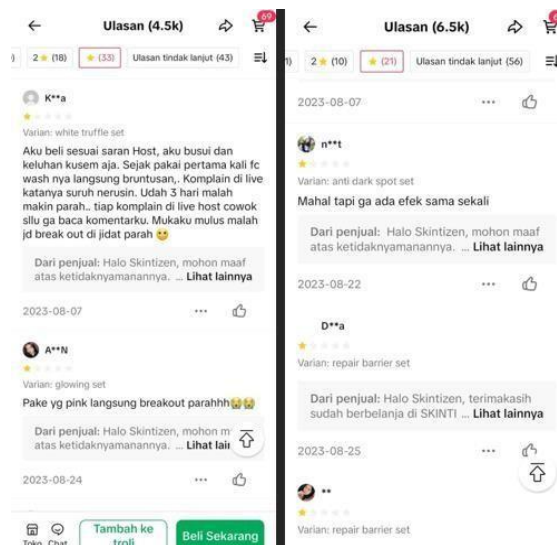 Ulasan (4.5k)
69
2 ★ (18)
★ (33)
Ulasan tindak lanjut (43)
K**a
Varian: white truffle set
Aku beli sesuai saran Host, aku busui dan
keluhan kusem aja. Sejak pakai pertama kali fc
wash nya langsung bruntusan,. Komplain di live
katanya suruh nerusin. Udah 3 hari malah
makin parah.. tiap komplain di live host cowok
sllu ga baca komentarku. Mukaku mulus malah
jd break out di jidat parah
Dari penjual: Halo Skintizen, mohon maaf
atas ketidaknyamanannya. ... Lihat lainnya
2023-08-07
A**N
Varian: glowing set
Pake yg pink langsung breakout parahhh
Dari penjual: Halo Skintizen, mohon m
atas ketidaknyamanannya. ... Lihat lair
2023-08-24
Toko
Chat
Tambah ke
troli
Beli Sekarang
Ulasan (6.5k)
2 ★ (10)
★ (21)
Ulasan tindak lanjut (56)
2023-08-07
n**t
Varian: anti dark spot set
Mahal tapi ga ada efek sama sekali
Dari penjual: Halo Skintizen, mohon maaf
atas ketidaknyamanannya. ... Lihat lainnya
2023-08-22
D**a
Varian: repair barrier set
Dari penjual: Halo Skintizen, terimakasih
sudah berbelanja di SKINTI ... Lihat lainnya
2023-08-25
**
Varian: repair barrier set